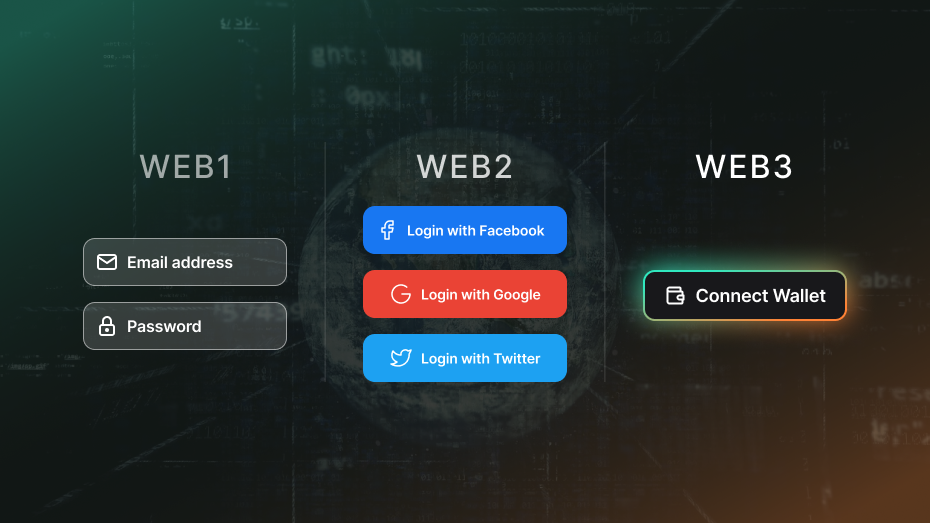 WEB1
Email address
Password
WEB2
Login with Facebook
Login with Google
Login with Twitter
WEB3
Connect Wallet